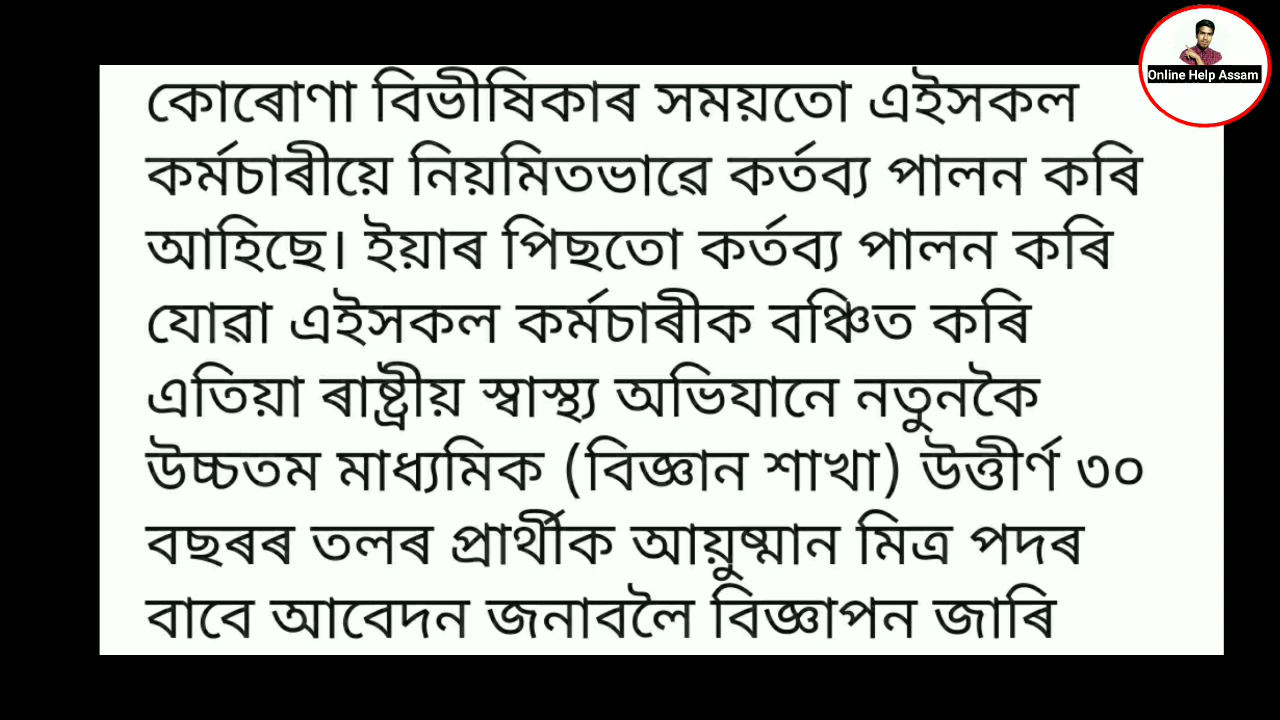 Online Help Assam
কোৰোণা বিভীষিকাৰ সময়তো এইসকল
কৰ্মচাৰীয়ে নিয়মিতভাৱে কৰ্তব্য পালন কৰি
আহিছে। ইয়াৰ পিছতো কৰ্তব্য পালন কৰি
যোৱা এইসকল কৰ্মচাৰীক বঞ্চিত কৰি
এতিয়া ৰাষ্ট্ৰীয় স্বাস্থ্য অভিযানে নতুনকৈ
উচ্চতম মাধ্যমিক (বিজ্ঞান শাখা) উত্তীৰ্ণ ৩০
বছৰৰ তলৰ প্ৰাৰ্থীক আয়ুষ্মান মিত্ৰ পদৰ
বাবে আবেদন জনাবলৈ বিজ্ঞাপন জাৰি